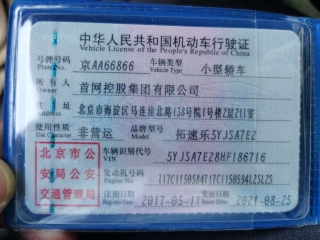 中华人民共和国机动车行驶证
Vehicle License of the People's Republic of China
号牌号码 京AA66866 车辆类型 小型轿车
Plate No. Vehicle Type
所有人 首网控股集团有限公司
Owner
住址 北京市海淀区马连洼北路138号院1号楼2层211室
Address
使用性质 非营运 品牌型号 拓速乐5YJSA7E2
Use Character Model
北京市公安局公安交通管理局
车辆识别代号 5YJSA7E28HF186716
VIN
发动机号码
Engine No.
注册日期 2017-05-11 发证日期 2021-08-25
Register Date Issue Date